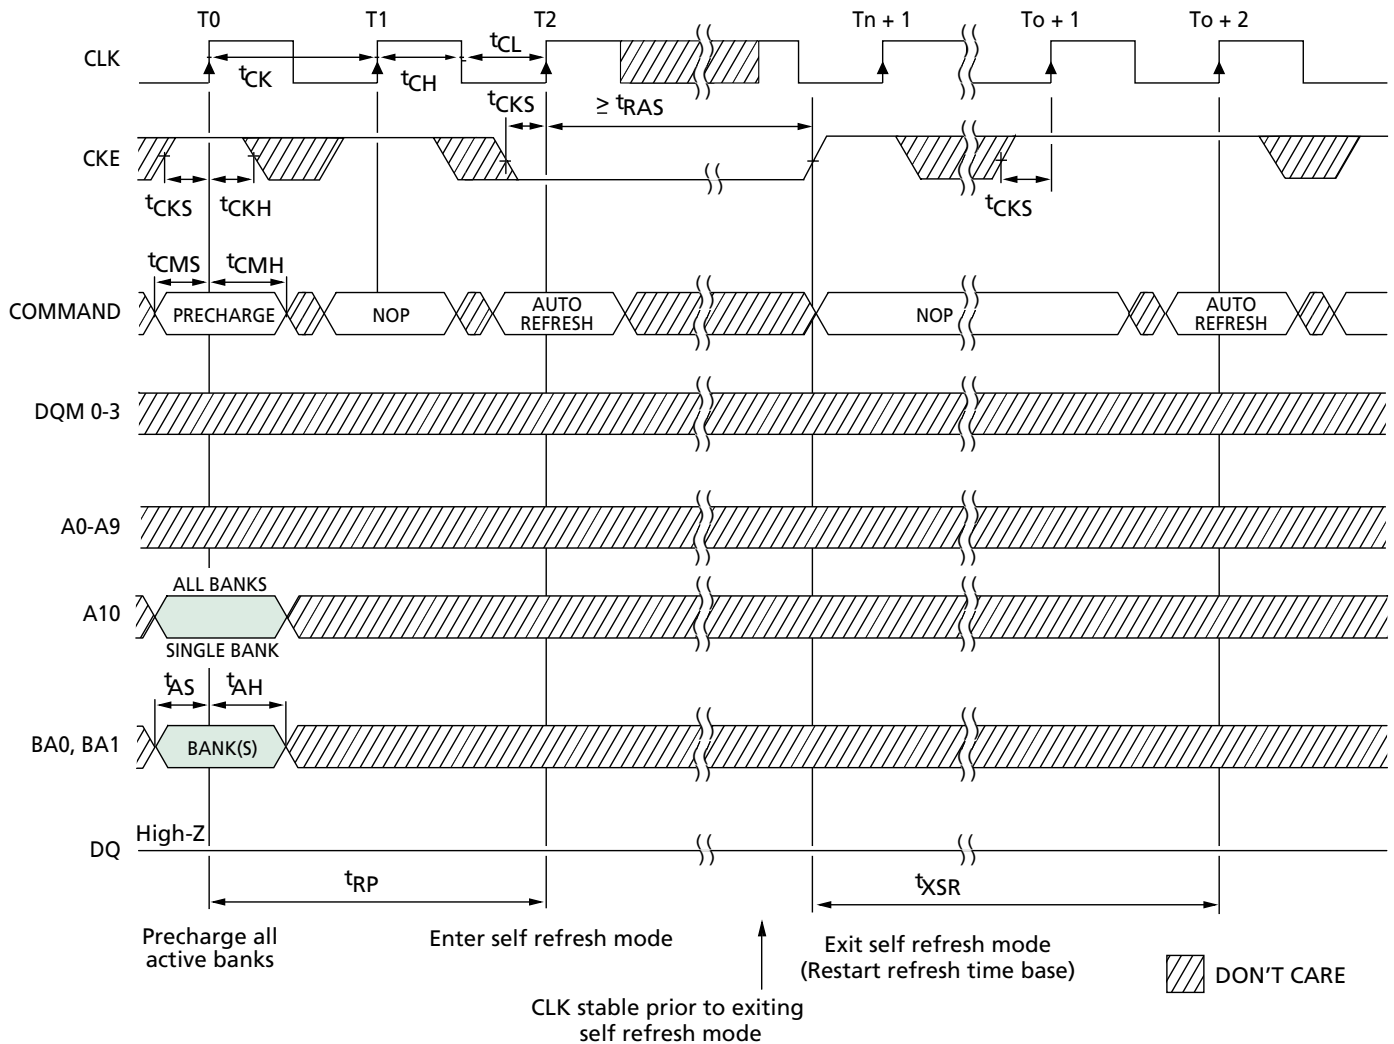 T0 T1 T2 Tn + 1 To + 1 To + 2
CLK
tCK tCH tCL
tCKS ≥ tRAS
CKE
tCKS tCKH tCKS
tCMS tCMH
COMMAND PRECHARGE NOP AUTO REFRESH NOP AUTO REFRESH
DQM 0-3
A0-A9
ALL BANKS
A10
SINGLE BANK
tAS tAH
BA0, BA1 BANK(S)
High-Z
DQ
tRP tXSR
Precharge all
active banks
Enter self refresh mode
Exit self refresh mode
(Restart refresh time base)
DON'T CARE
CLK stable prior to exiting
self refresh mode